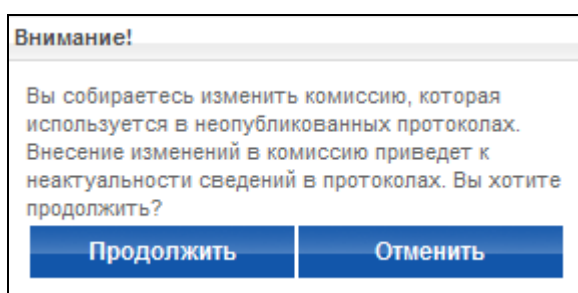 Внимание!
Вы собираетесь изменить комиссию, которая
используется в неопубликованных протоколах.
Внесение изменений в комиссию приведет к
неактуальности сведений в протоколах. Вы хотите
продолжить?
Продолжить Отменить